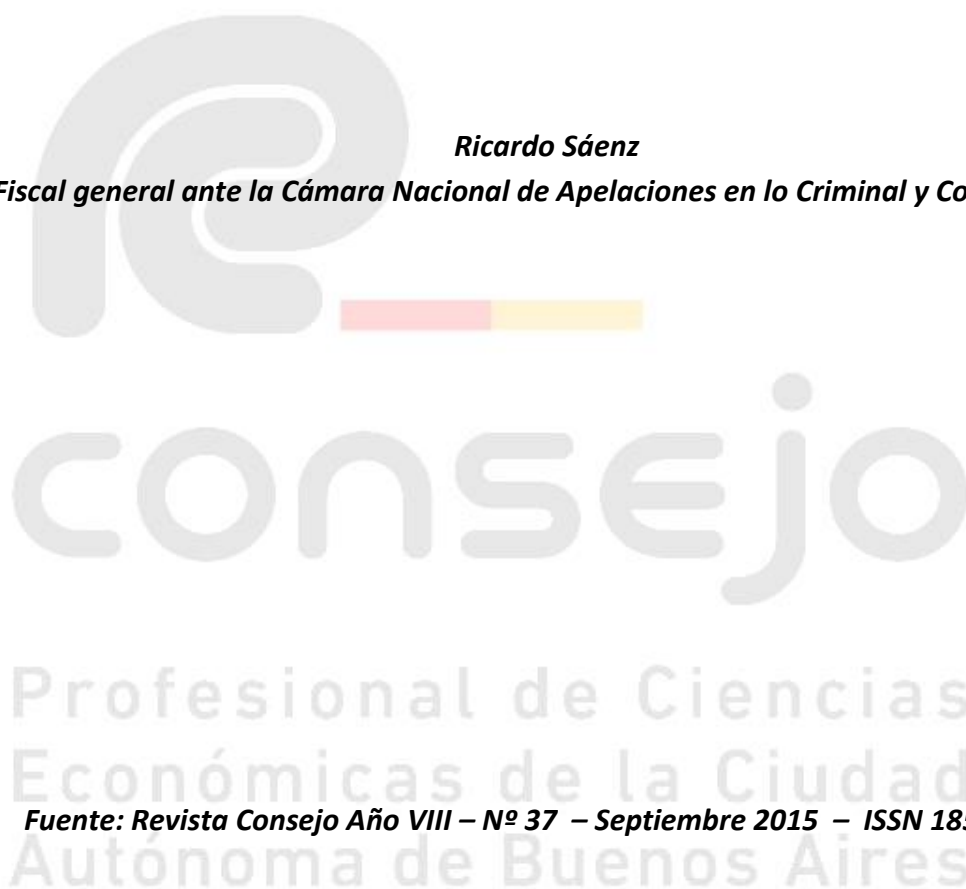 Ricardo Sáenz
Fiscal general ante la Cámara Nacional de Apelaciones en lo Criminal y Co
consejo
Profesional de Ciencias
Económicas de la Ciudad
Fuente: Revista Consejo Año VIII – Nº 37 – Septiembre 2015 – ISSN 185
Autónoma de Buenos Aires